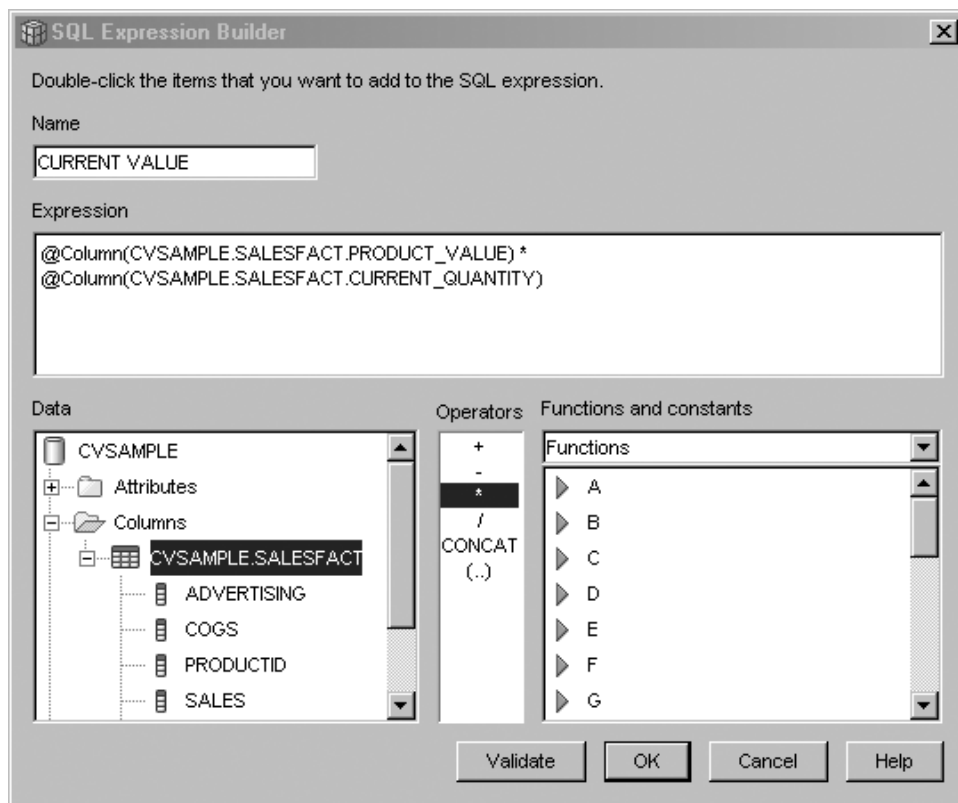 SQL Expression Builder
Double-click the items that you want to add to the SQL expression.
Name
CURRENT VALUE
Expression
@Column(CVSAMPLE.SALESFACT.PRODUCT_VALUE) *
@Column(CVSAMPLE.SALESFACT.CURRENT_QUANTITY)
Data
CVSAMPLE
Attributes
Columns
CVSAMPLE.SALESFACT
ADVERTISING
COGS
PRODUCTID
SALES
Operators
+
-
*
/
CONCAT
(..)
Functions and constants
Functions
A
B
C
D
E
F
G
Validate
OK
Cancel
Help